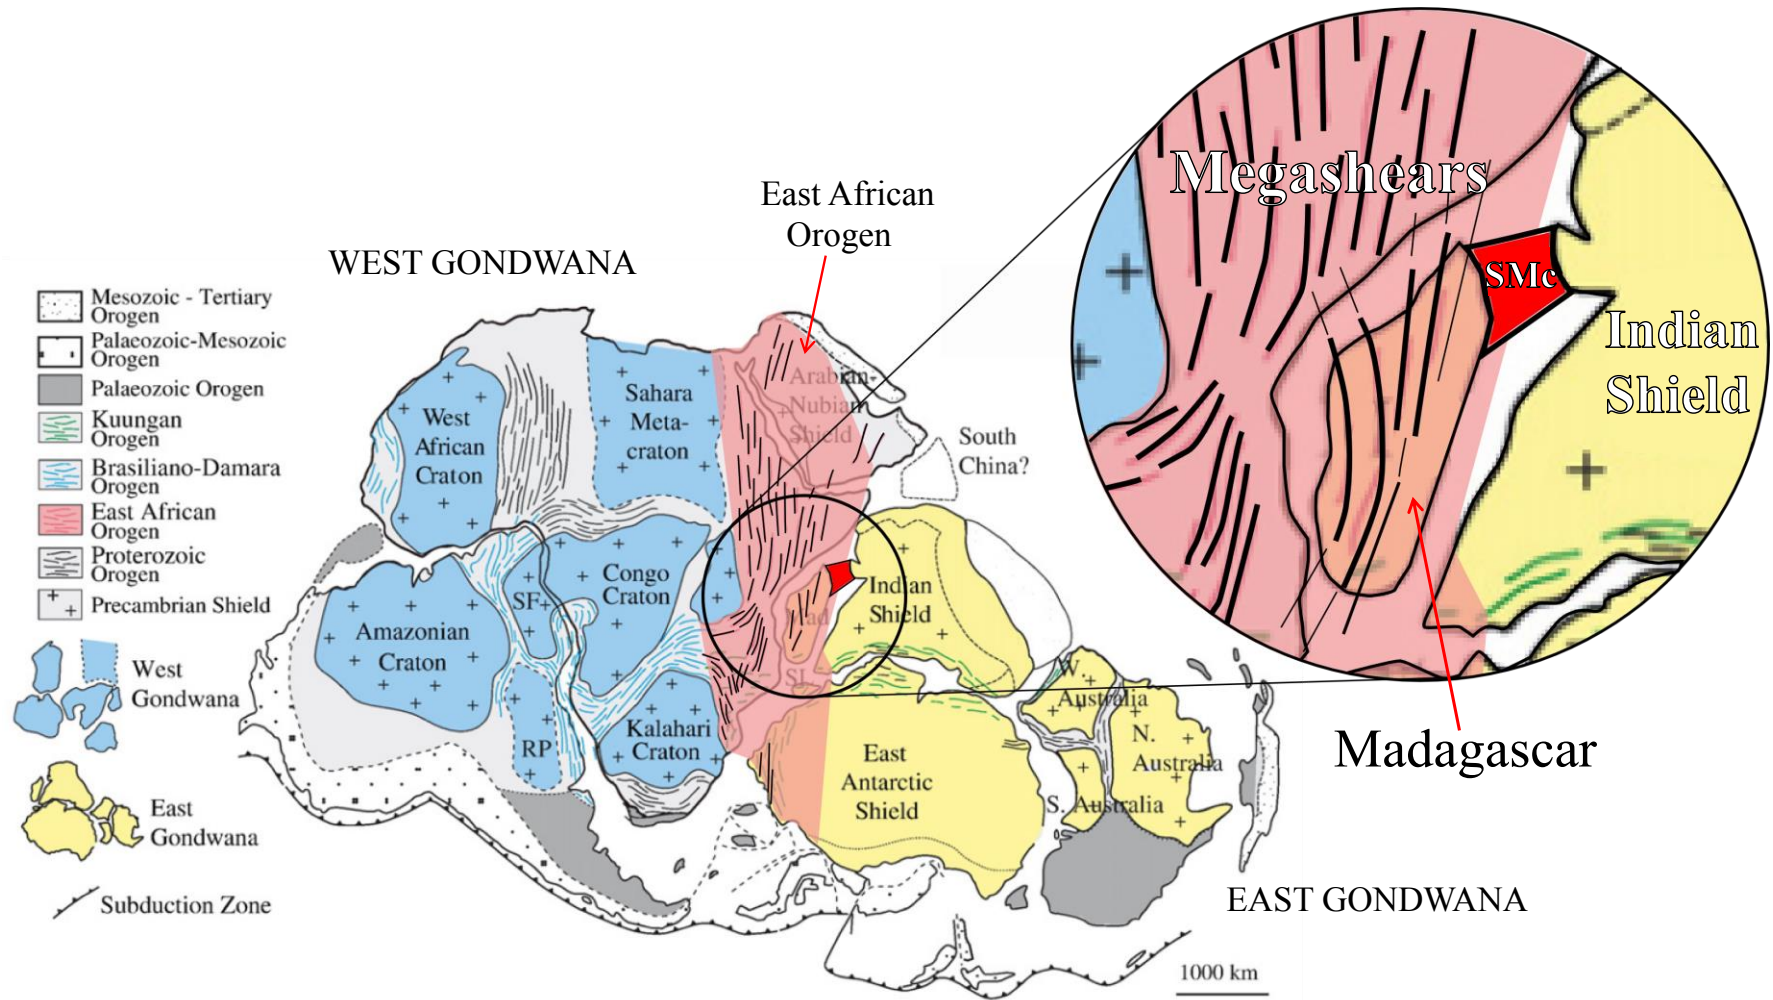 East African
Orogen
WEST GONDWANA
Mesozoic - Tertiary
Orogen
Palaeozoic-Mesozoic
Orogen
Palaeozoic Orogen
Kuungan
Orogen
Brasiliano-Damara
Orogen
East African
Orogen
Proterozoic
Orogen
Precambrian Shield
West
Gondwana
East
Gondwana
Subduction Zone
West
African
Craton
Sahara
Meta-
craton
Arabian-
Nubian
Shield
South
China?
Congo
Craton
SF
Amazonian
Craton
RP
Kalahari
Craton
Mad
SL
Indian
Shield
East
Antarctic
Shield
W.
Australia
N.
Australia
S. Australia
Megashears
SMc
Indian
Shield
Madagascar
EAST GONDWANA
1000 km